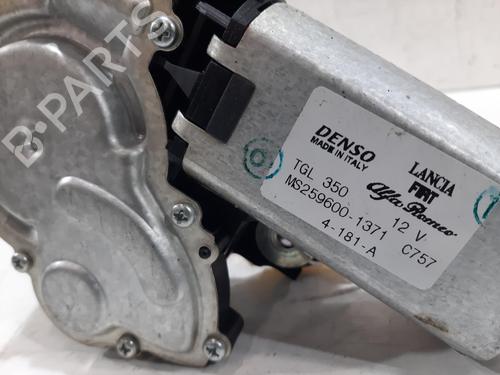 B-PARTS
DENSO
MADE IN ITALY
LANCIA
FIAT
Alfa Romeo
TGL 350
12 V
MS259600-1371
C757
4-181-A